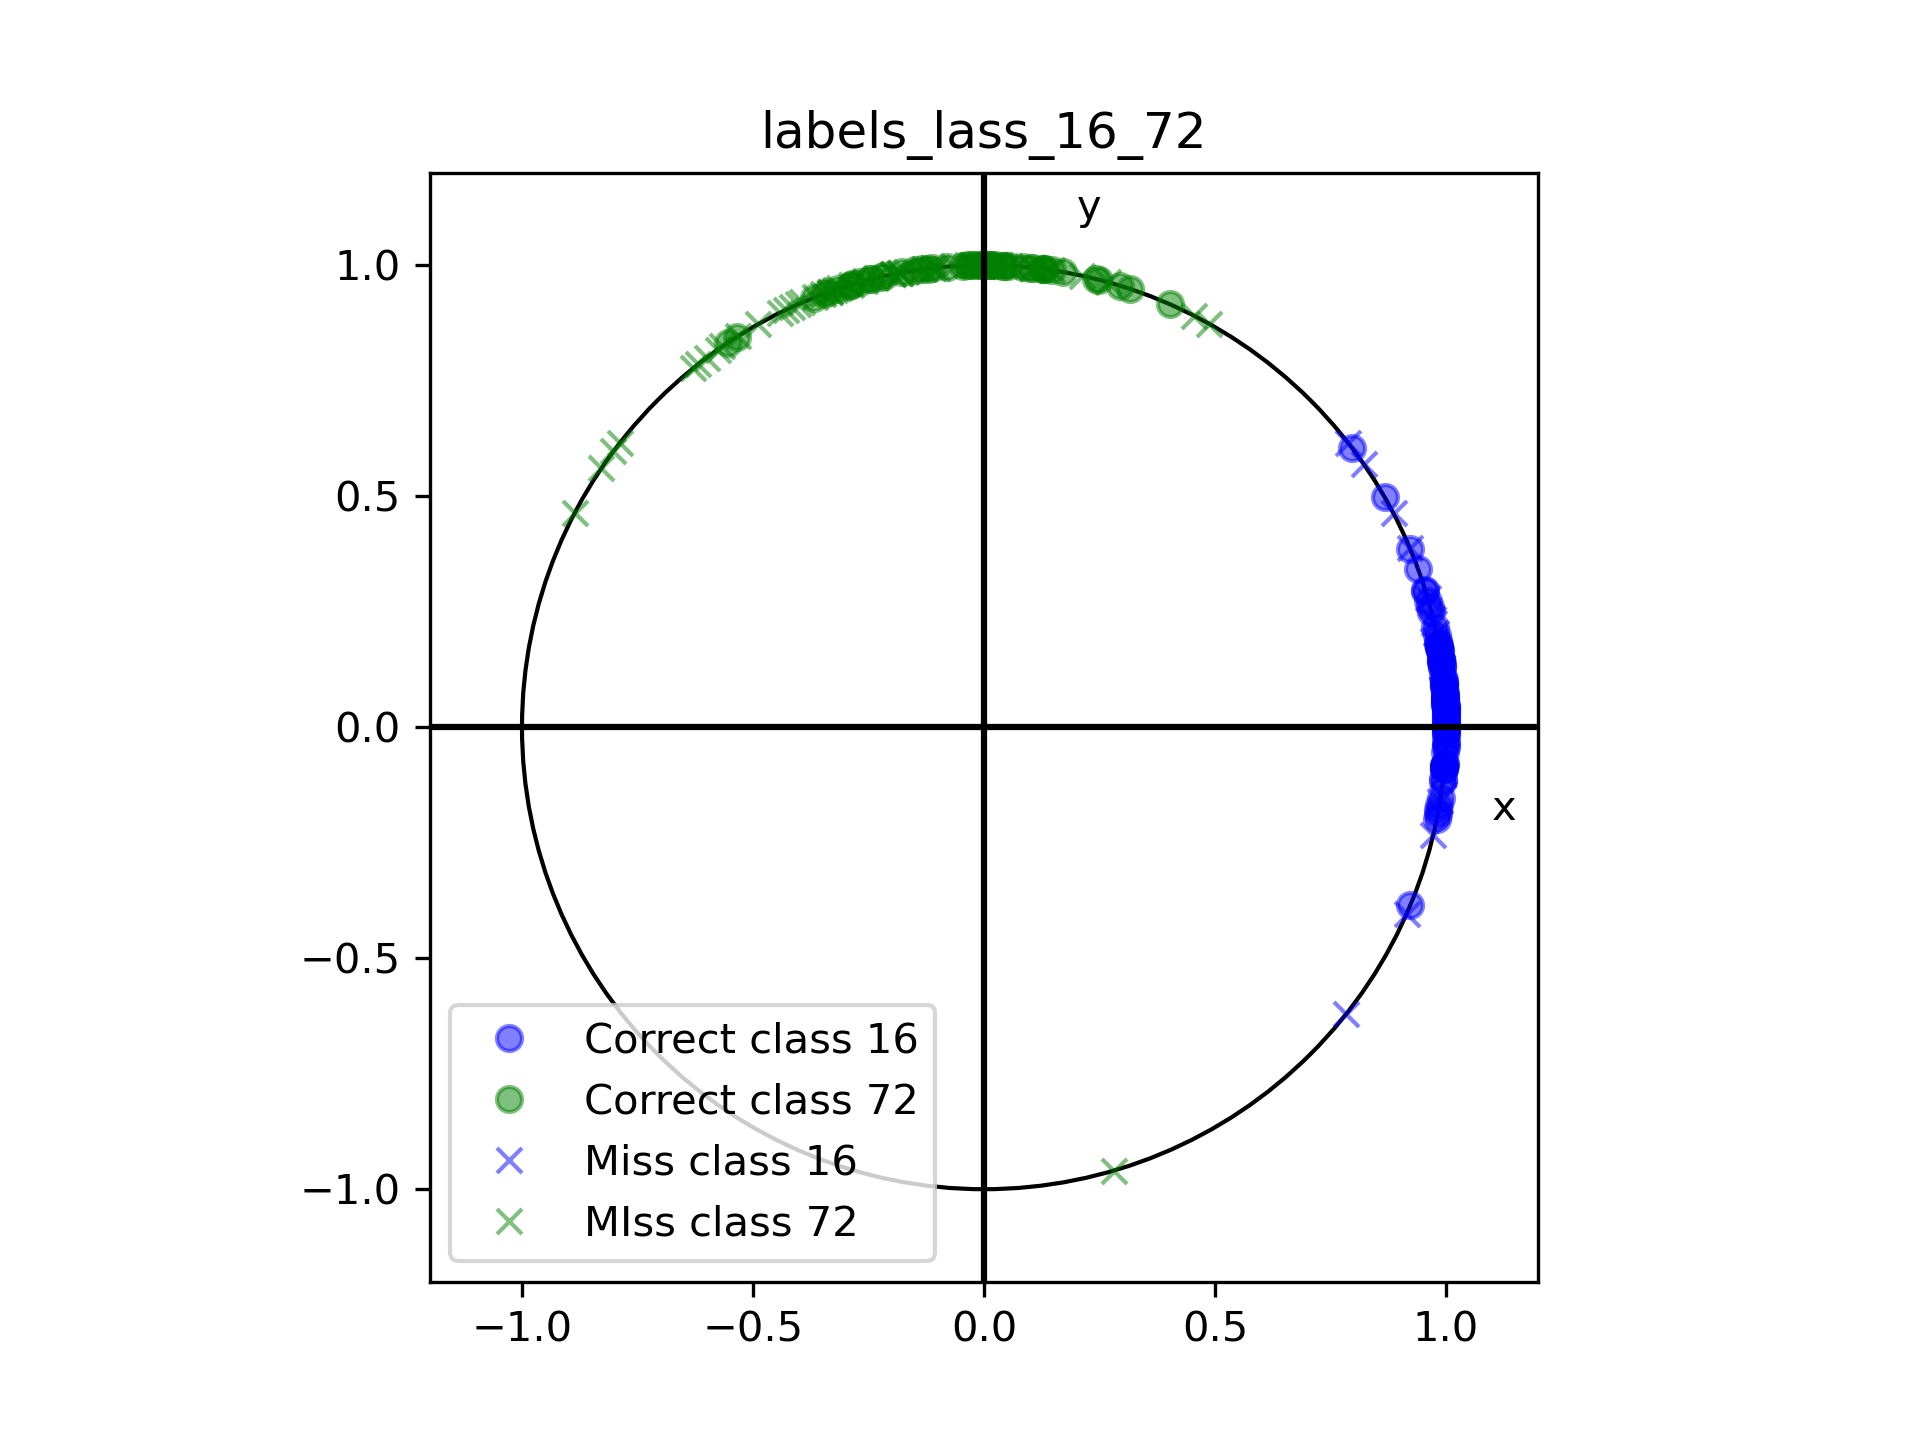 labels_lass_16_72
y
1.0
0.5
0.0
x
−0.5
−1.0
Correct class 16
Correct class 72
Miss class 16
MIss class 72
−1.0 −0.5 0.0 0.5 1.0